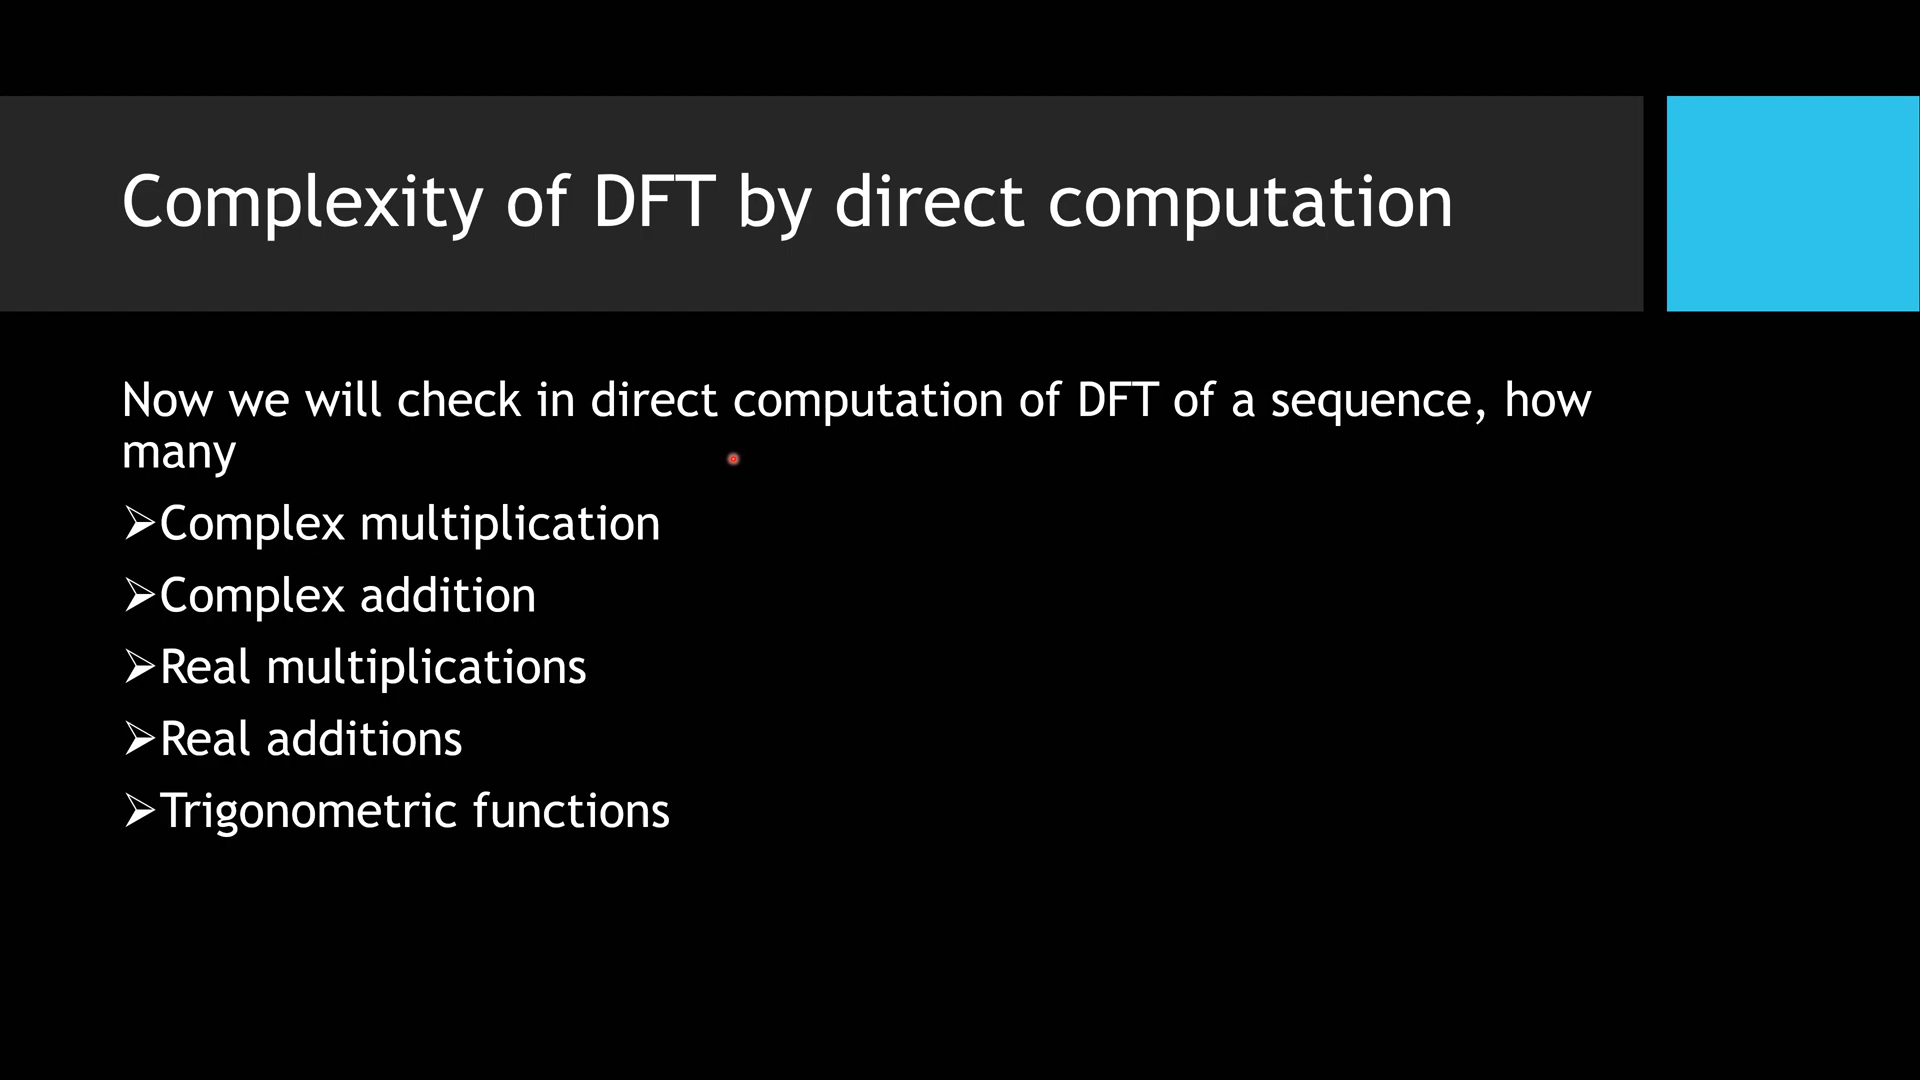 Complexity of DFT by direct computation
Now we will check in direct computation of DFT of a sequence, how
many
➢Complex multiplication
➢Complex addition
➢Real multiplications
➢Real additions
➢Trigonometric functions